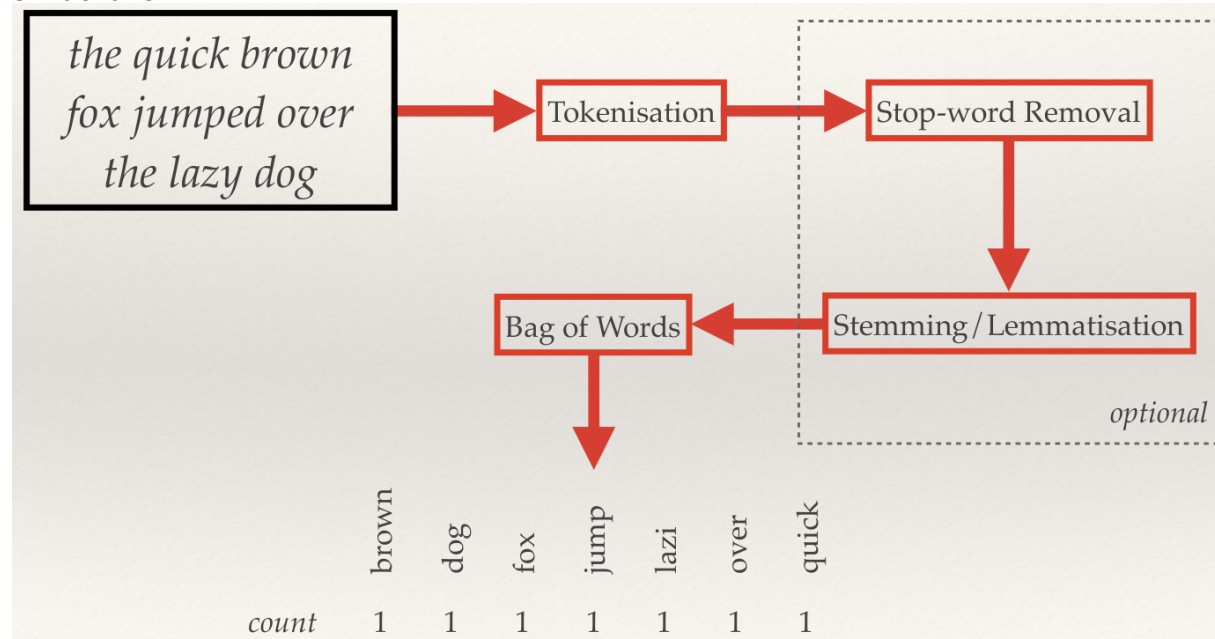 the quick brown
fox jumped over
the lazy dog
Tokenisation
Stop-word Removal
Bag of Words
Stemming/Lemmatisation
optional
brown
dog
fox
jump
lazi
over
quick
count 1 1 1 1 1 1 1